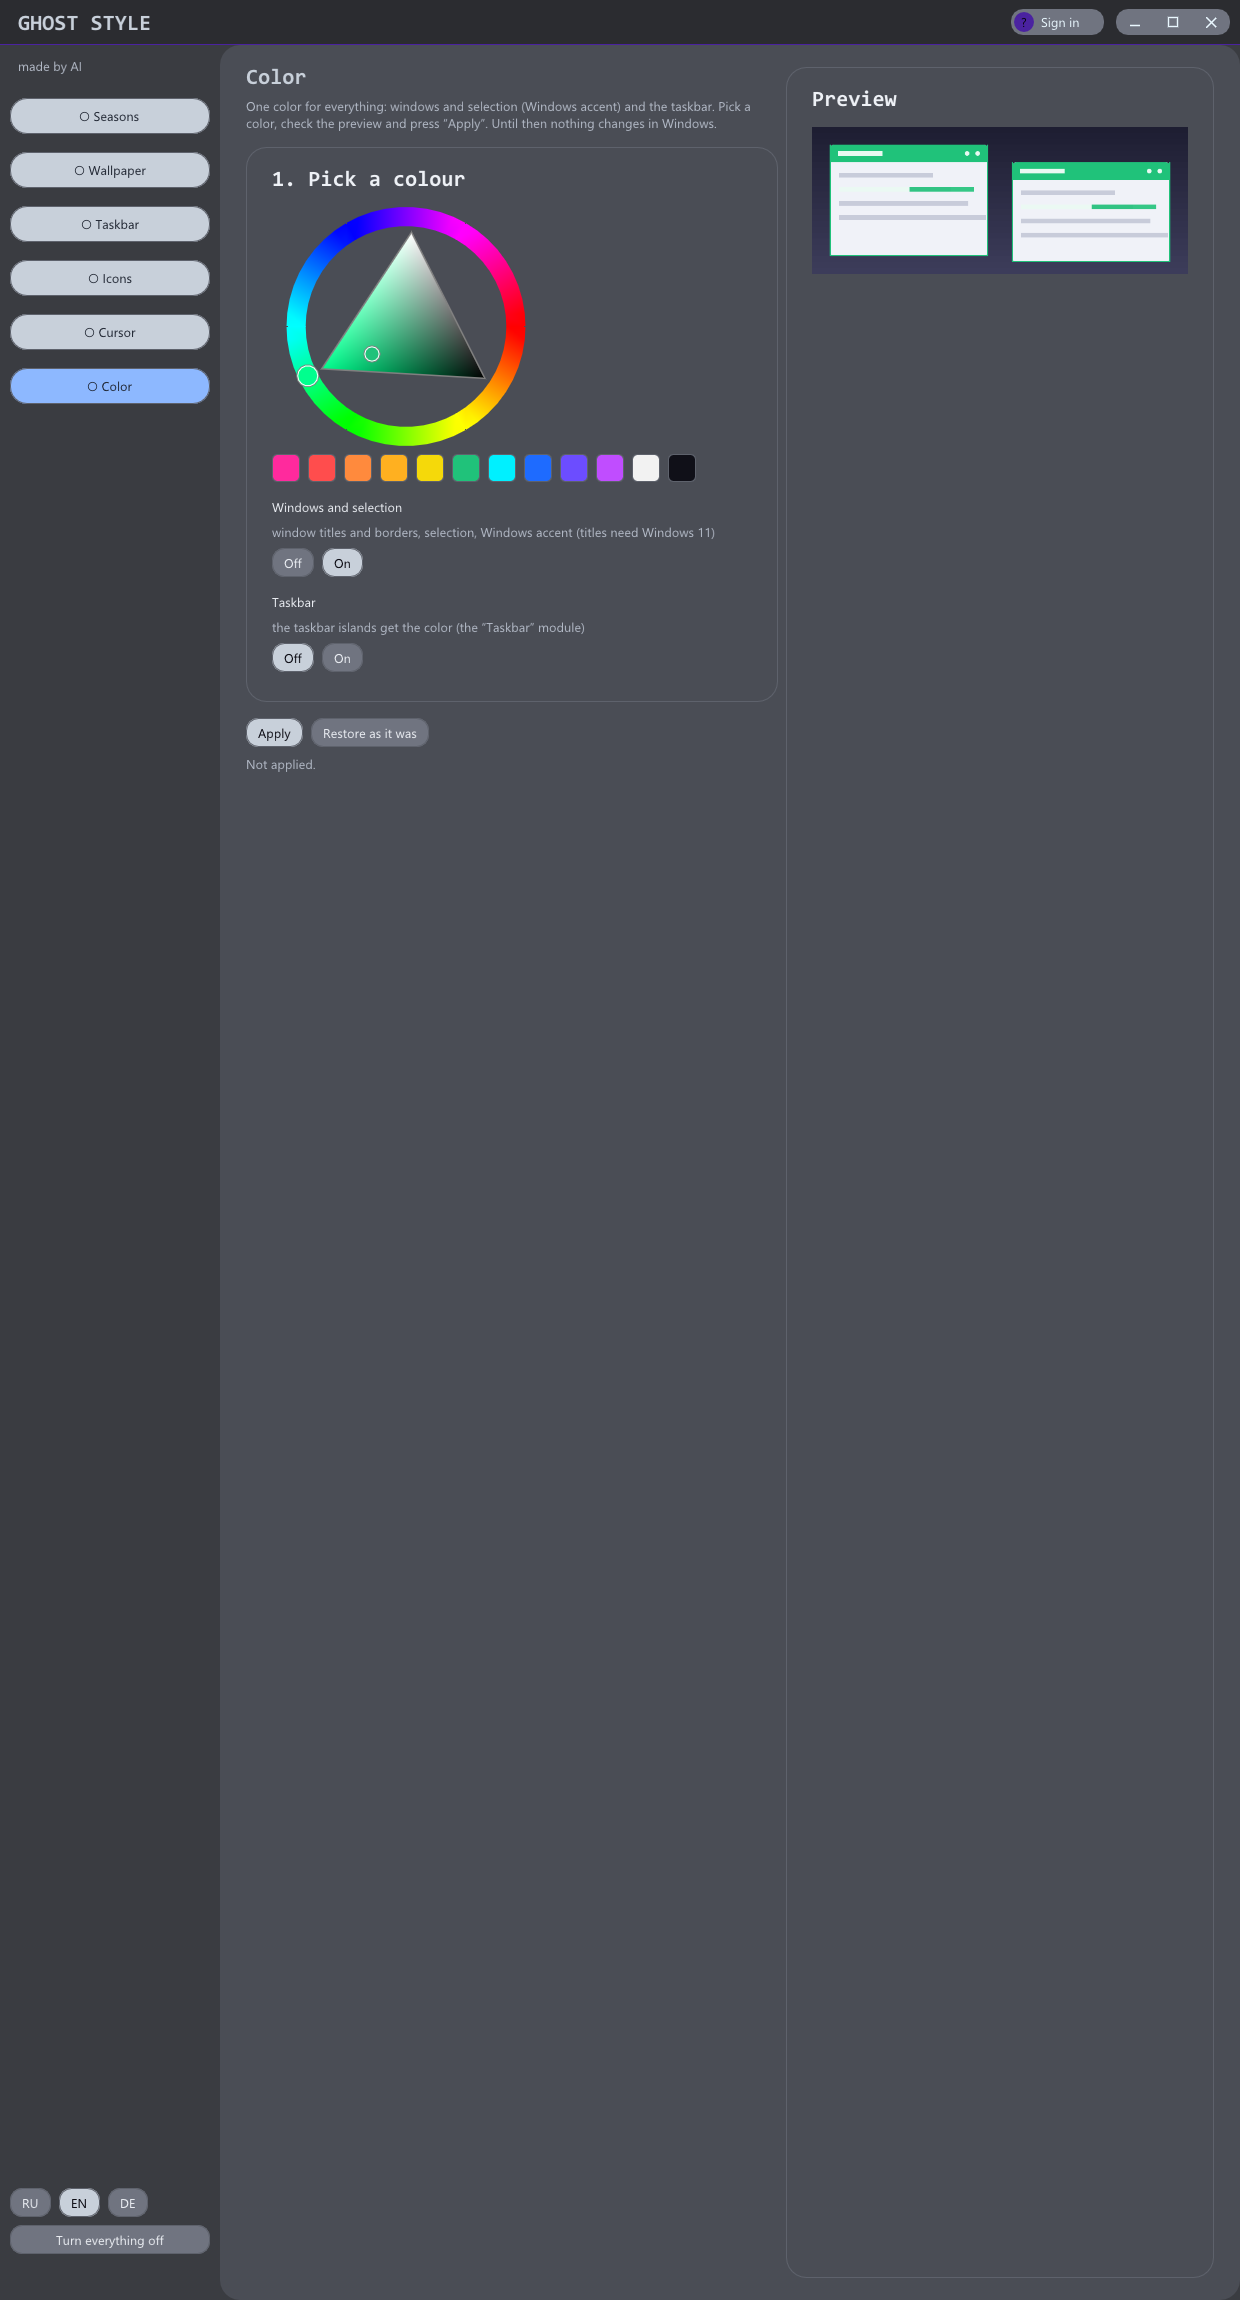 GHOST STYLE
? Sign in
made by AI
Seasons
Wallpaper
Taskbar
Icons
Cursor
Color
Color
One color for everything: windows and selection (Windows accent) and the taskbar. Pick a
color, check the preview and press “Apply”. Until then nothing changes in Windows.
1. Pick a colour
Windows and selection
window titles and borders, selection, Windows accent (titles need Windows 11)
Off On
Taskbar
the taskbar islands get the color (the “Taskbar” module)
Off On
Apply Restore as it was
Not applied.
Preview
RU EN DE
Turn everything off